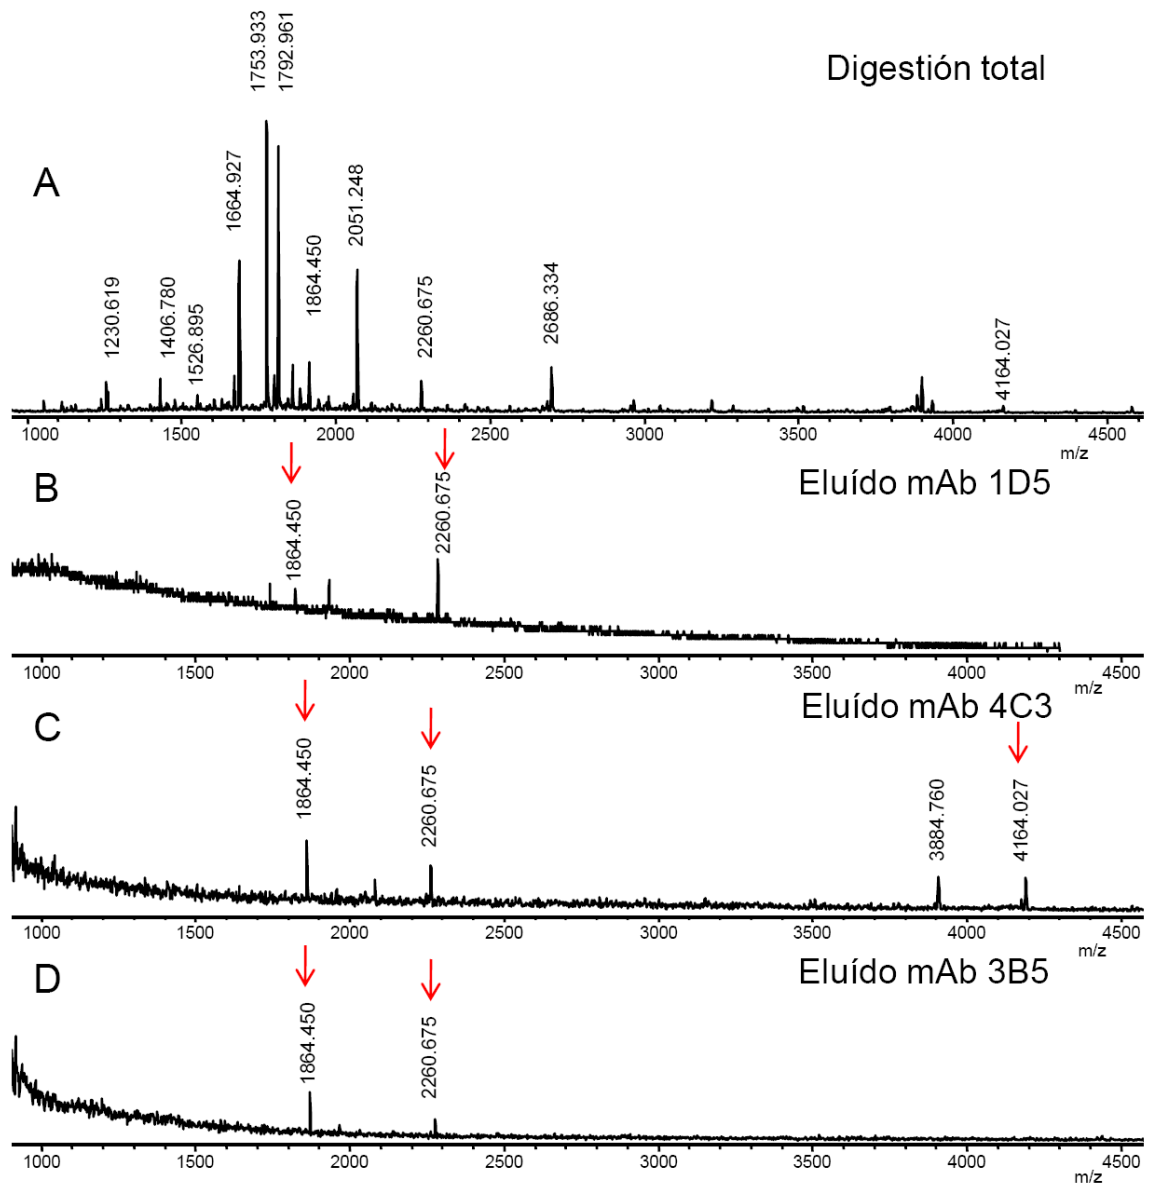 Digestión total
A
1230.619
1406.780
1526.895
1664.927
1753.933
1792.961
1864.450
2051.248
2260.675
2686.334
4164.027
1000 1500 2000 2500 3000 3500 4000 4500
m/z
B
Eluído mAb 1D5
1864.450
2260.675
1000 1500 2000 2500 3000 3500 4000 4500
m/z
C
Eluído mAb 4C3
1864.450
2260.675
3884.760
4164.027
1000 1500 2000 2500 3000 3500 4000 4500
m/z
D
Eluído mAb 3B5
1864.450
2260.675
1000 1500 2000 2500 3000 3500 4000 4500
m/z